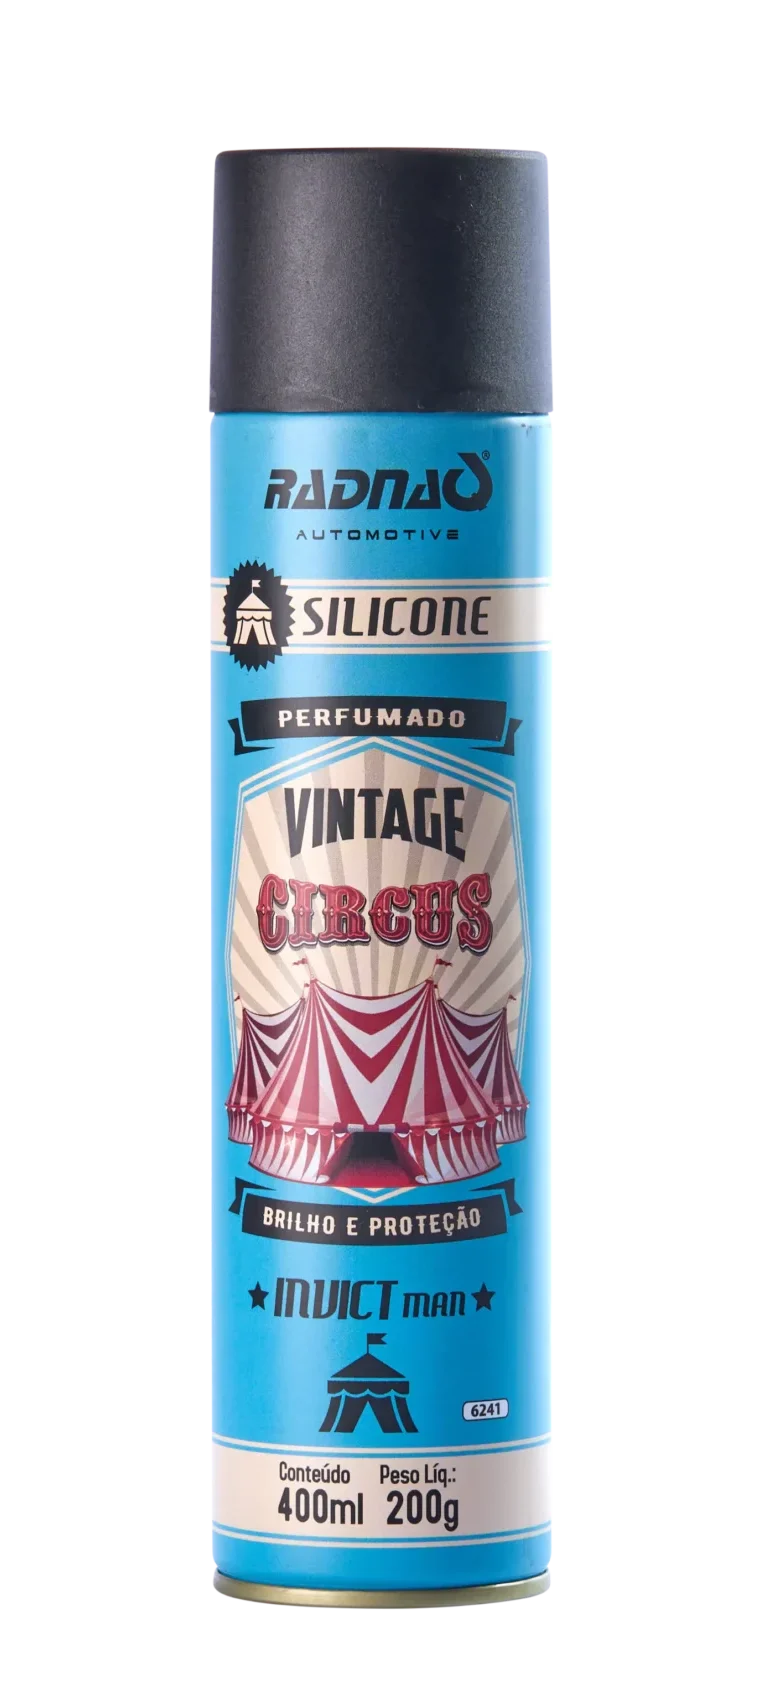 RADNAQ®
AUTOMOTIVE
SILICONE
PERFUMADO
VINTAGE
CIRCUS
BRILHO E PROTEÇÃO
INVICT MAN
6241
Conteúdo Peso Líq.:
400ml 200g